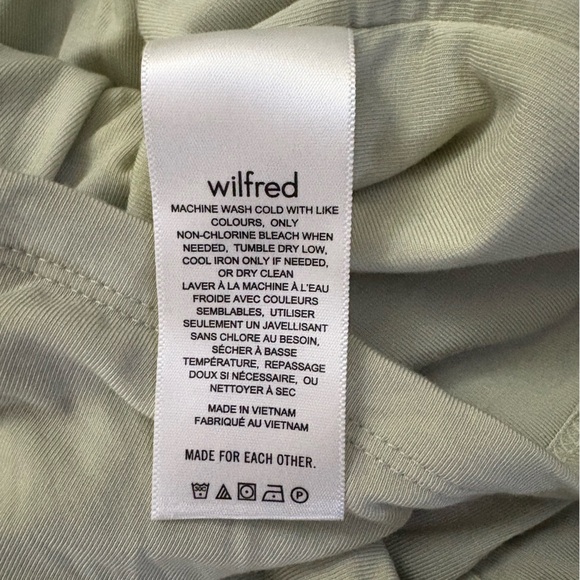 wilfred
MACHINE WASH COLD WITH LIKE
COLOURS, ONLY
NON-CHLORINE BLEACH WHEN
NEEDED, TUMBLE DRY LOW,
COOL IRON ONLY IF NEEDED,
OR DRY CLEAN
LAVER À LA MACHINE À L'EAU
FROIDE AVEC COULEURS
SEMBLABLES, UTILISER
SEULEMENT UN JAVELLISANT
SANS CHLORE AU BESOIN,
SÉCHER À BASSE
TEMPÉRATURE, REPASSAGE
DOUX SI NÉCESSAIRE, OU
NETTOYER À SEC
MADE IN VIETNAM
FABRIQUÉ AU VIETNAM
MADE FOR EACH OTHER.
P